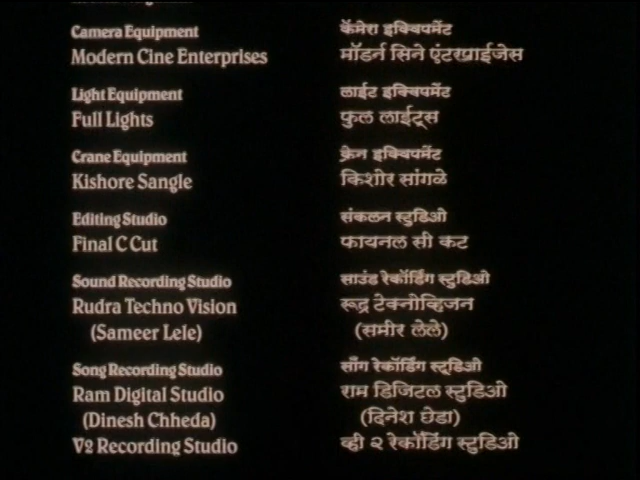 Camera Equipment
Modern Cine Enterprises
Light Equipment
Full Lights
Crane Equipment
Kishore Sangle
Editing Studio
Final C Cut
Sound Recording Studio
Rudra Techno Vision
(Sameer Lele)
Song Recording Studio
Ram Digital Studio
(Dinesh Chheda)
V2 Recording Studio
कॅमेरा इक्विपमेंट
मॉडर्न सिने एंटरप्राईजेस
लाईट इक्विपमेंट
फुल लाईट्स
क्रेन इक्विपमेंट
किशोर सांगळे
संकलन स्टुडिओ
फायनल सी कट
साउंड रेकॉर्डिंग स्टुडिओ
रूद्र टेक्नोव्हिजन
(समीर लेले)
साँग रेकॉर्डिंग स्टुडिओ
राम डिजिटल स्टुडिओ
(दिनेश छेडा)
व्ही २ रेकॉर्डिंग स्टुडिओ